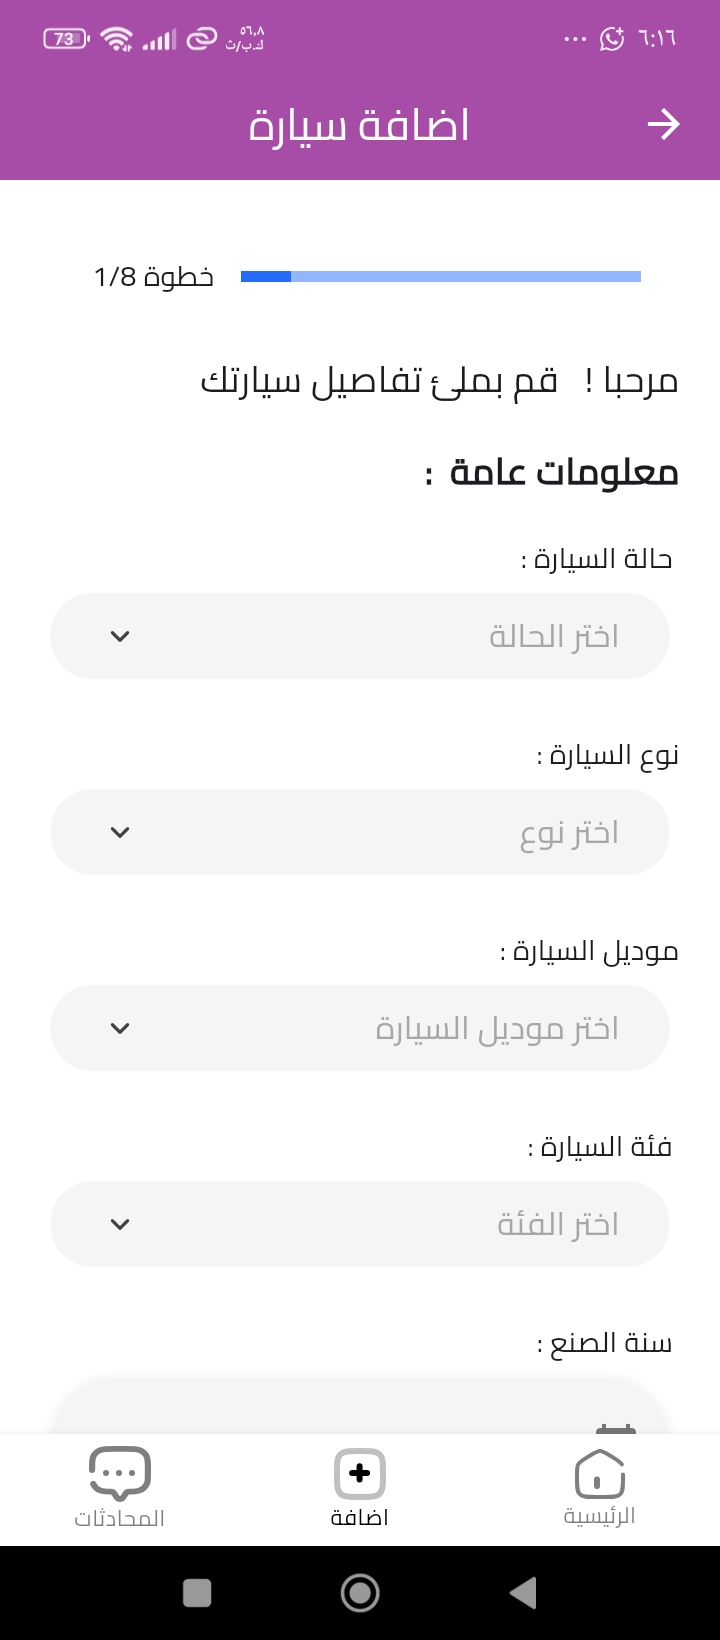 ٦:١٦
٥٦,٨
ك.ب/ث
73
اضافة سيارة
خطوة 1/8
مرحبا ! قم بملئ تفاصيل سيارتك
معلومات عامة :
حالة السيارة :
اختر الحالة
نوع السيارة :
اختر نوع
موديل السيارة :
اختر موديل السيارة
فئة السيارة :
اختر الفئة
سنة الصنع :
الرئيسية
اضافة
المحادثات